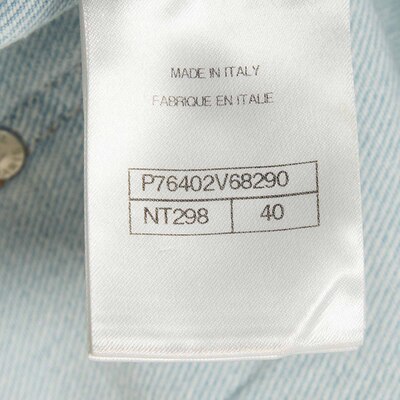 MADE IN ITALY
FABRIQUE EN ITALIE
P76402V68290
NT298 40